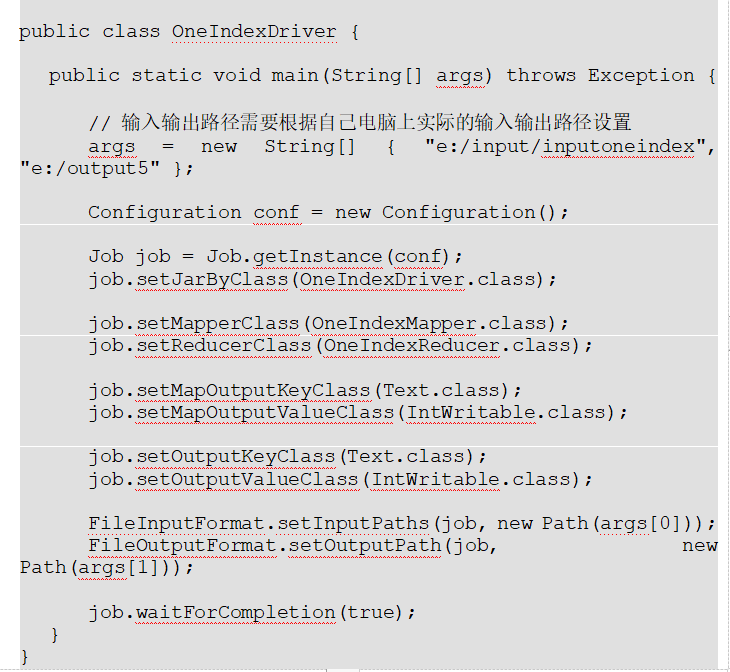 public class OneIndexDriver {
public static void main(String[] args) throws Exception {
// 输入输出路径需要根据自己电脑上实际的输入输出路径设置
args = new String[] { "e:/input/inputoneindex",
"e:/output5" };
Configuration conf = new Configuration();
Job job = Job.getInstance(conf);
job.setJarByClass(OneIndexDriver.class);
job.setMapperClass(OneIndexMapper.class);
job.setReducerClass(OneIndexReducer.class);
job.setMapOutputKeyClass(Text.class);
job.setMapOutputValueClass(IntWritable.class);
job.setOutputKeyClass(Text.class);
job.setOutputValueClass(IntWritable.class);
FileInputFormat.setInputPaths(job, new Path(args[0]));
FileOutputFormat.setOutputPath(job, new
Path(args[1]));
job.waitForCompletion(true);
}
}